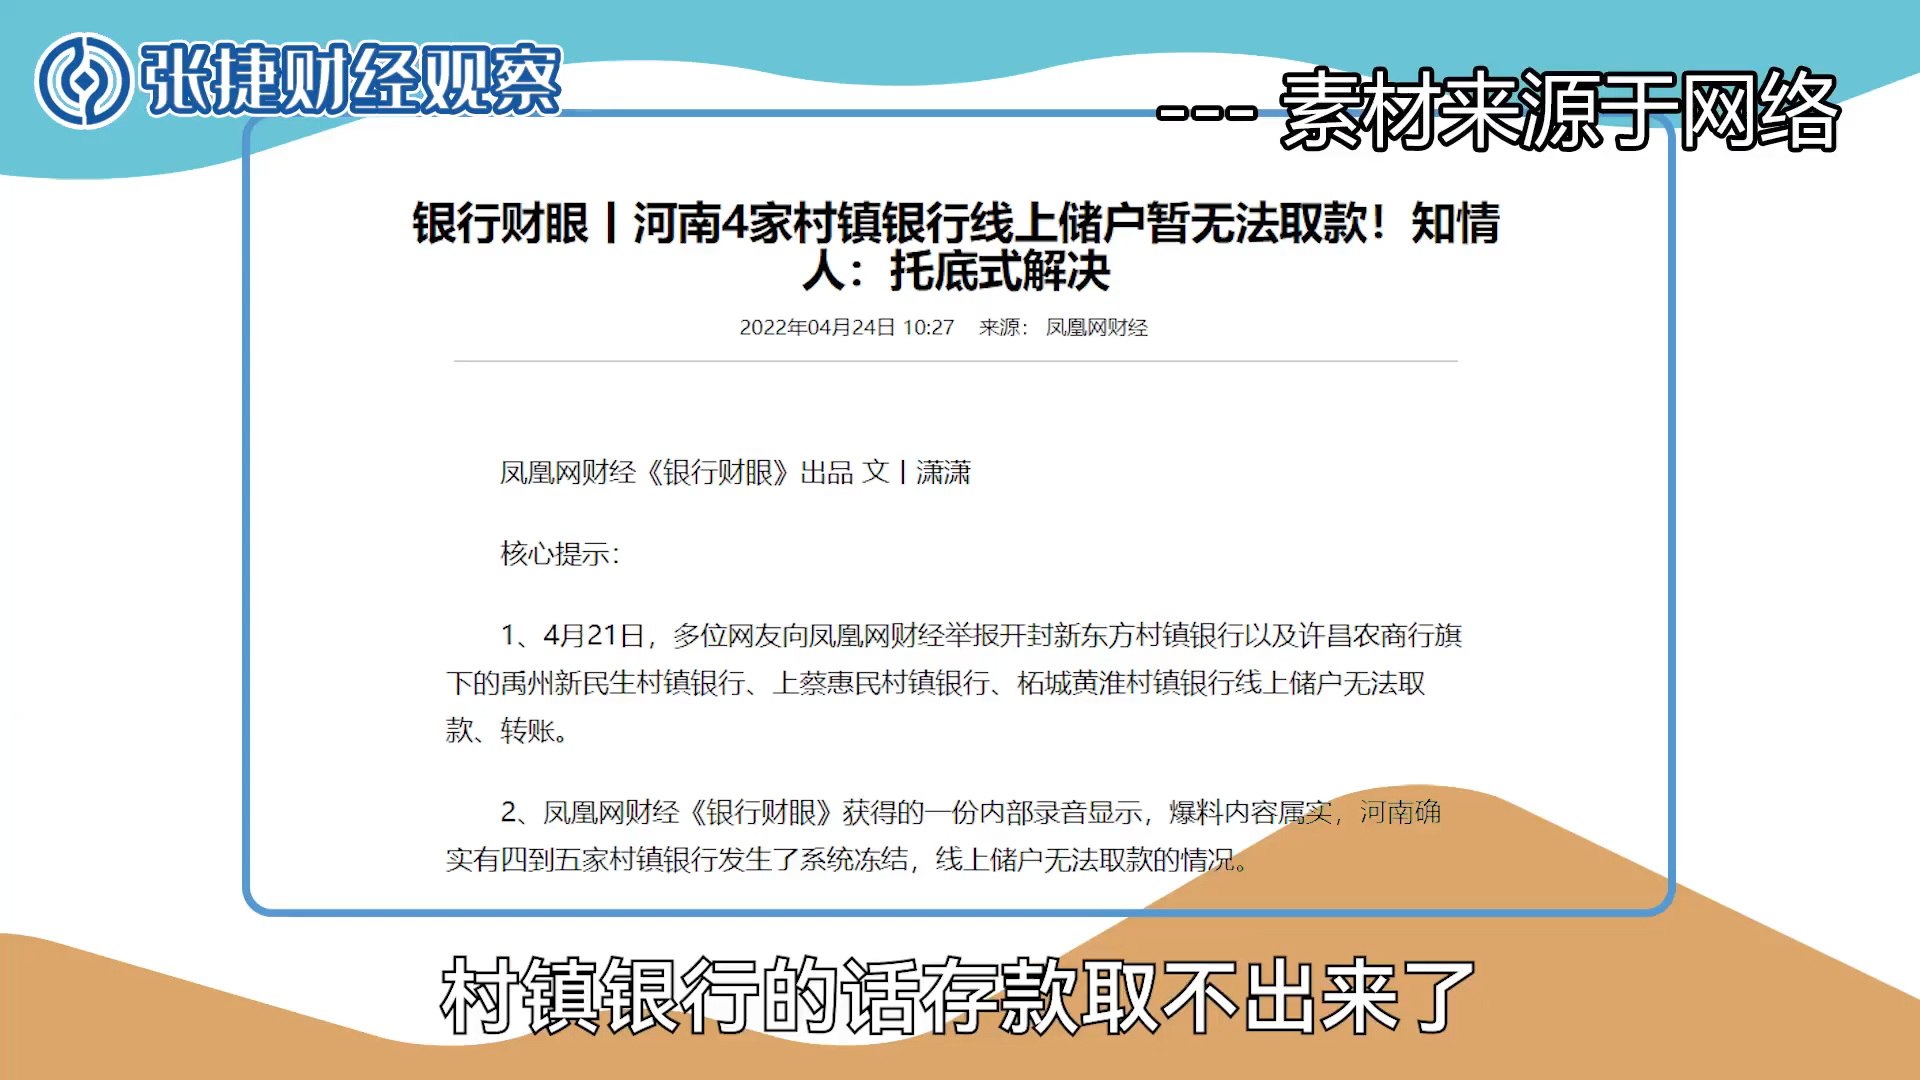 张捷财经观察
--- 素材来源于网络
银行财眼丨河南4家村镇银行线上储户暂无法取款！知情
人：托底式解决
2022年04月24日 10:27 来源： 凤凰网财经
凤凰网财经《银行财眼》出品 文丨潇潇
核心提示：
1、4月21日，多位网友向凤凰网财经举报开封新东方村镇银行以及许昌农商行旗
下的禹州新民生村镇银行、上蔡惠民村镇银行、柘城黄淮村镇银行线上储户无法取
款、转账。
2、凤凰网财经《银行财眼》获得的一份内部录音显示，爆料内容属实，河南确
实有四到五家村镇银行发生了系统冻结，线上储户无法取款的情况。
村镇银行的话存款取不出来了